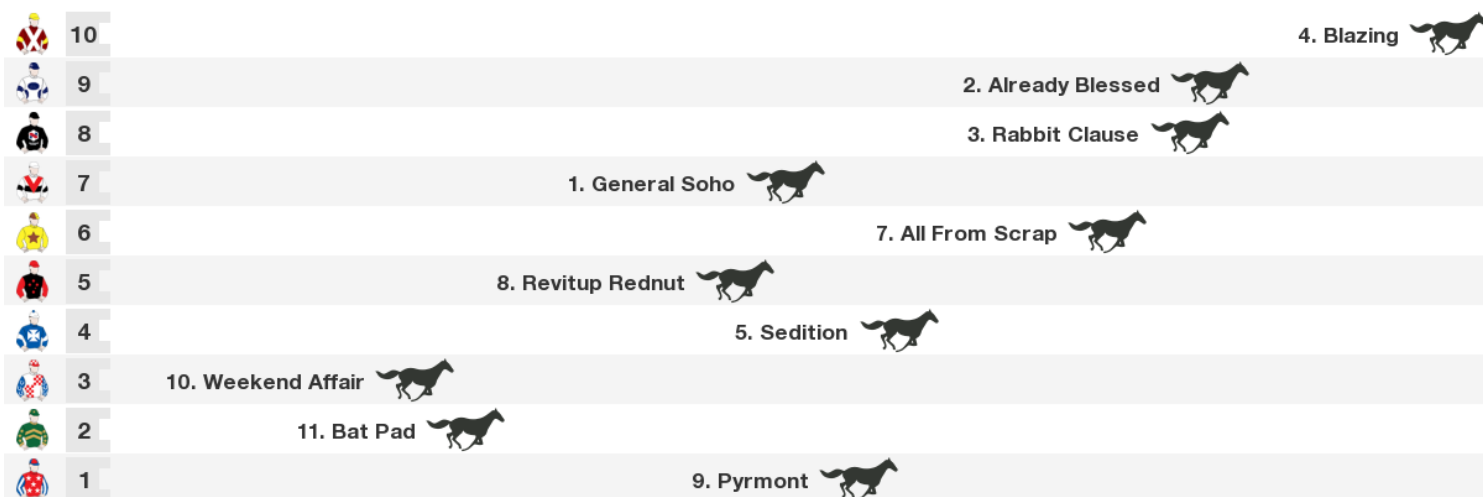 10 4. Blazing
9 2. Already Blessed
8 3. Rabbit Clause
7 1. General Soho
6 7. All From Scrap
5 8. Revitup Rednut
4 5. Sedition
3 10. Weekend Affair
2 11. Bat Pad
1 9. Pyrmont